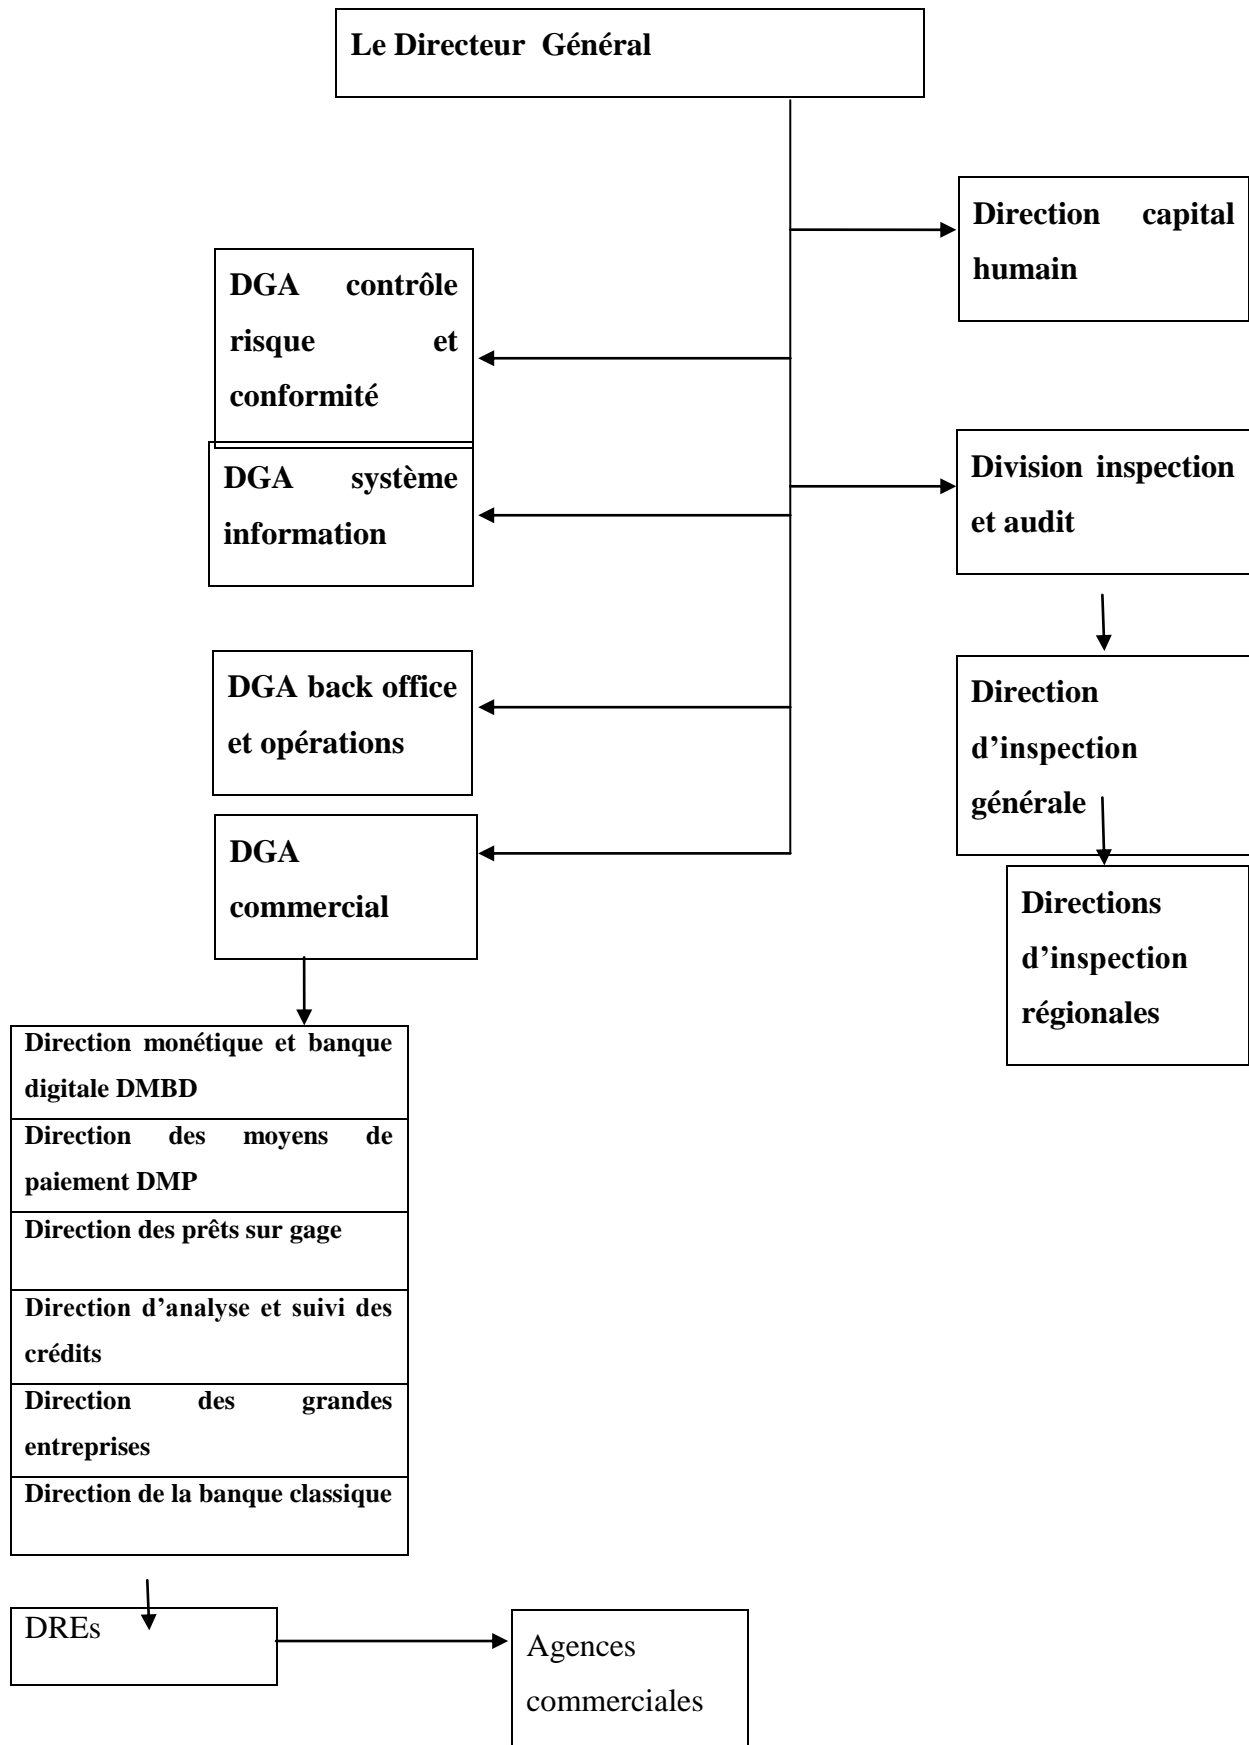 Le Directeur Général
Direction capital
humain
DGA contrôle
risque et
conformité
DGA système
information
Division inspection
et audit
DGA back office
et opérations
Direction
d’inspection
générale
DGA
commercial
Directions
d’inspection
régionales
Direction monétique et banque
digitale DMBD
Direction des moyens de
paiement DMP
Direction des prêts sur gage
Direction d’analyse et suivi des
crédits
Direction des grandes
entreprises
Direction de la banque classique
DREs
Agences
commerciales